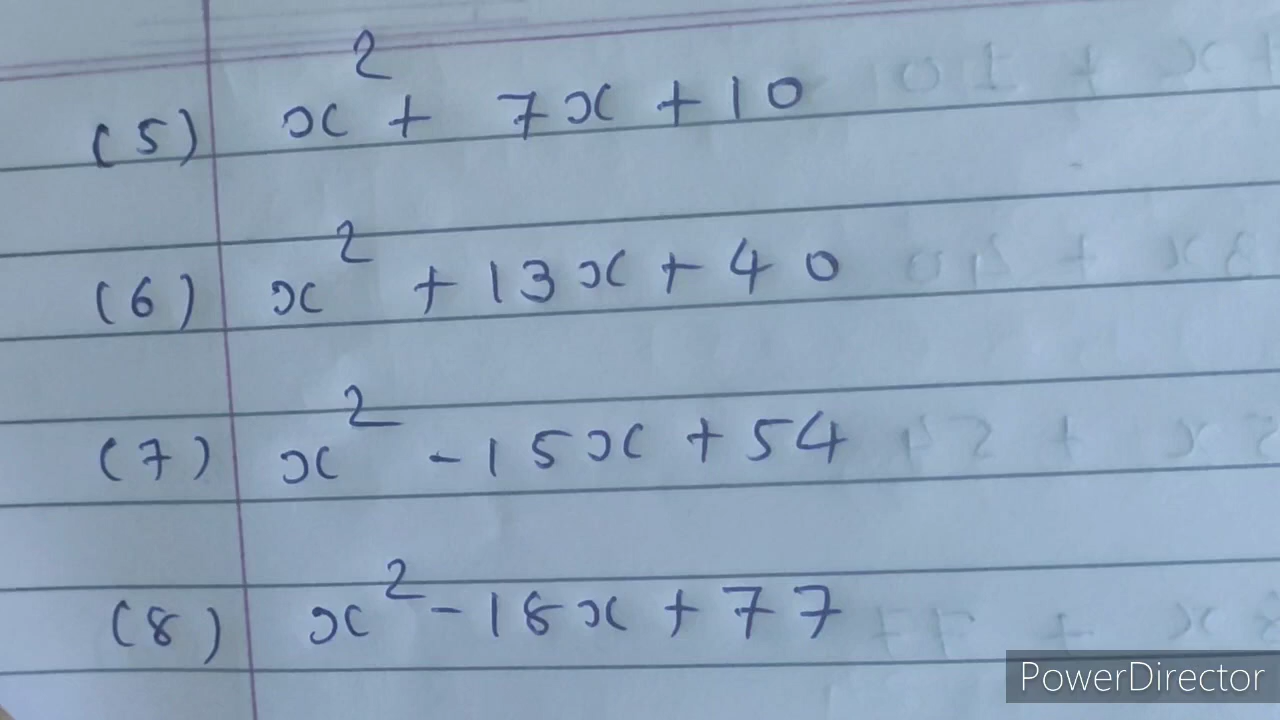 (5) x² + 7x + 10
(6) x² + 13x + 40
(7) x² - 15x + 54
(8) x² - 18x + 77
PowerDirector